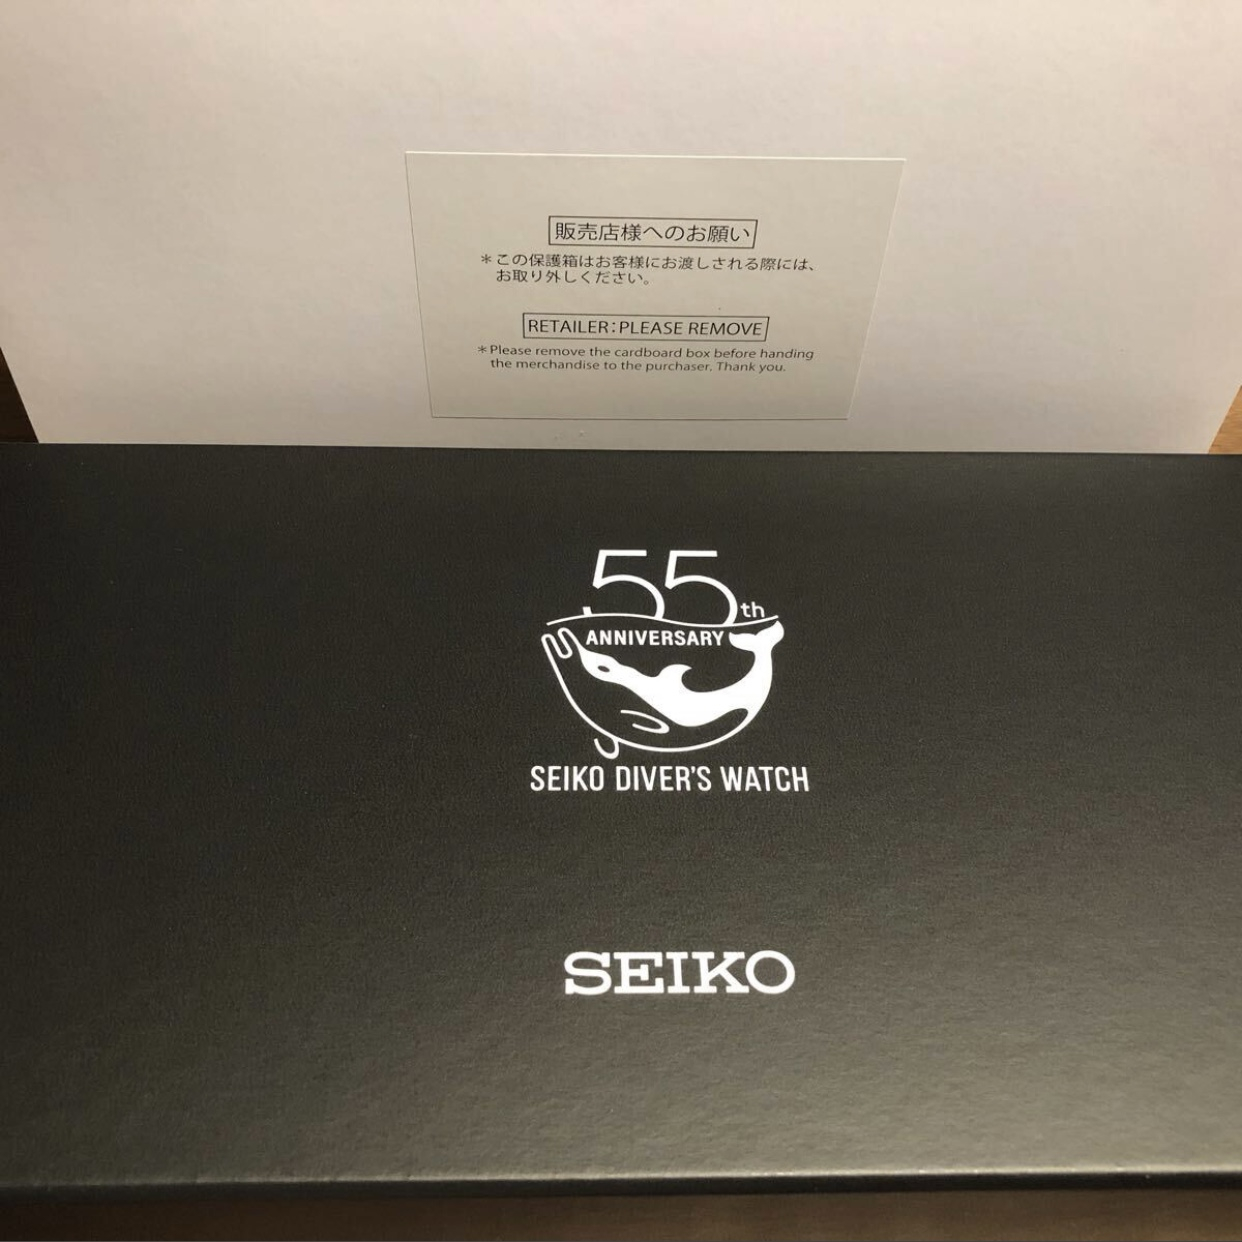 販売店様へのお願い
＊この保護箱はお客様にお渡しされる際には、
お取り外しください。
RETAILER:PLEASE REMOVE
＊Please remove the cardboard box before handing
the merchandise to the purchaser. Thank you.
55th
ANNIVERSARY
SEIKO DIVER'S WATCH
SEIKO